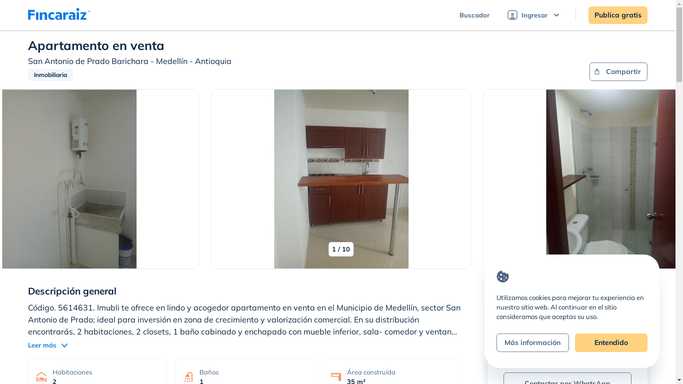 Fincaraiz
Buscador
Ingresar
Publica gratis
Apartamento en venta
San Antonio de Prado Barichara - Medellín - Antioquia
Inmobiliaria
Compartir
1 / 10
Descripción general
Código. 5614631. Imubli te ofrece en lindo y acogedor apartamento en venta en el Municipio de Medellín, sector San
Antonio de Prado; ideal para inversión en zona de crecimiento y valorización comercial. En su distribución
encontrarás, 2 habitaciones, 2 closets, 1 baño cabinado y enchapado con mueble inferior, sala- comedor y ventan...
Leer más
Habitaciones
2
Baños
1
Área construida
35 m²
Utilizamos cookies para mejorar tu experiencia en
nuestro sitio web. Al continuar en el sitio
consideramos que aceptas su uso.
Más información
Entendido
Contactar por WhatsApp